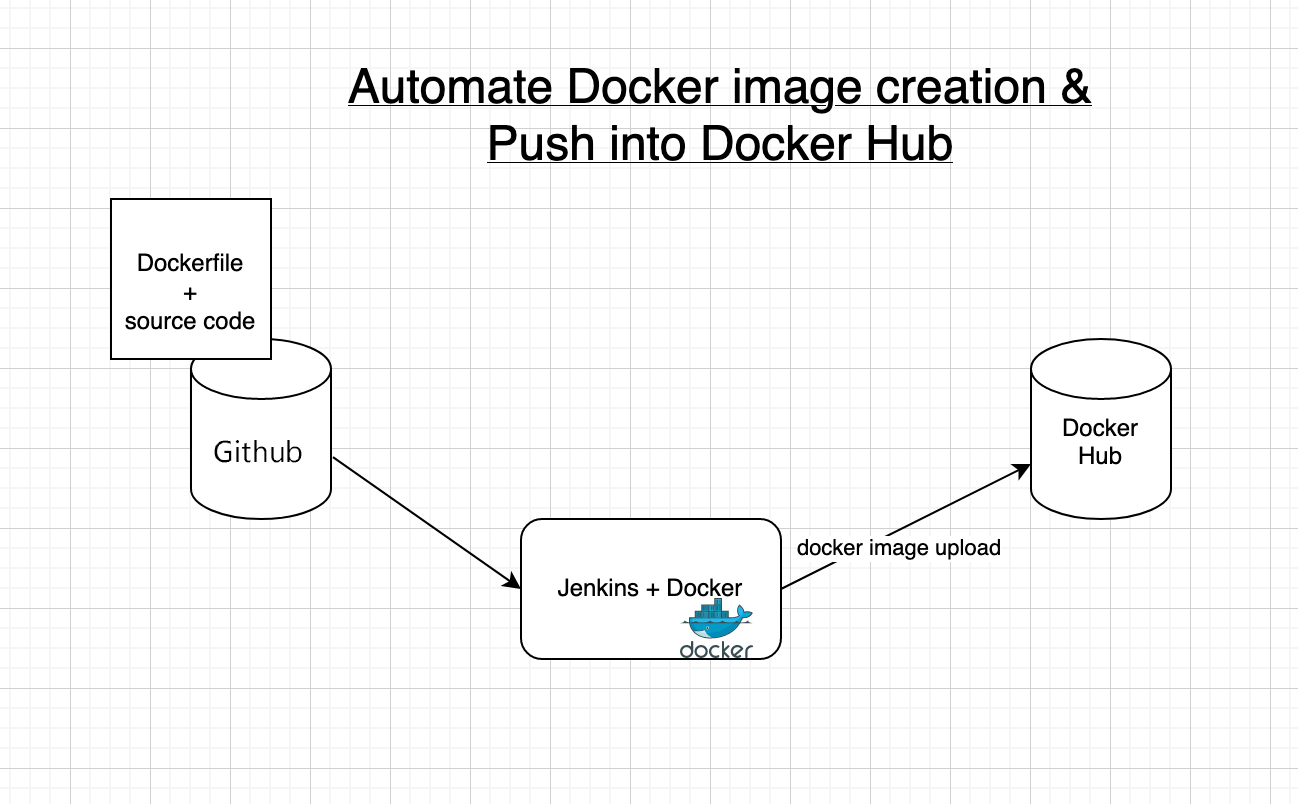 Automate Docker image creation &
Push into Docker Hub
Dockerfile
+
source code
Github
Docker
Hub
docker image upload
Jenkins + Docker
docker